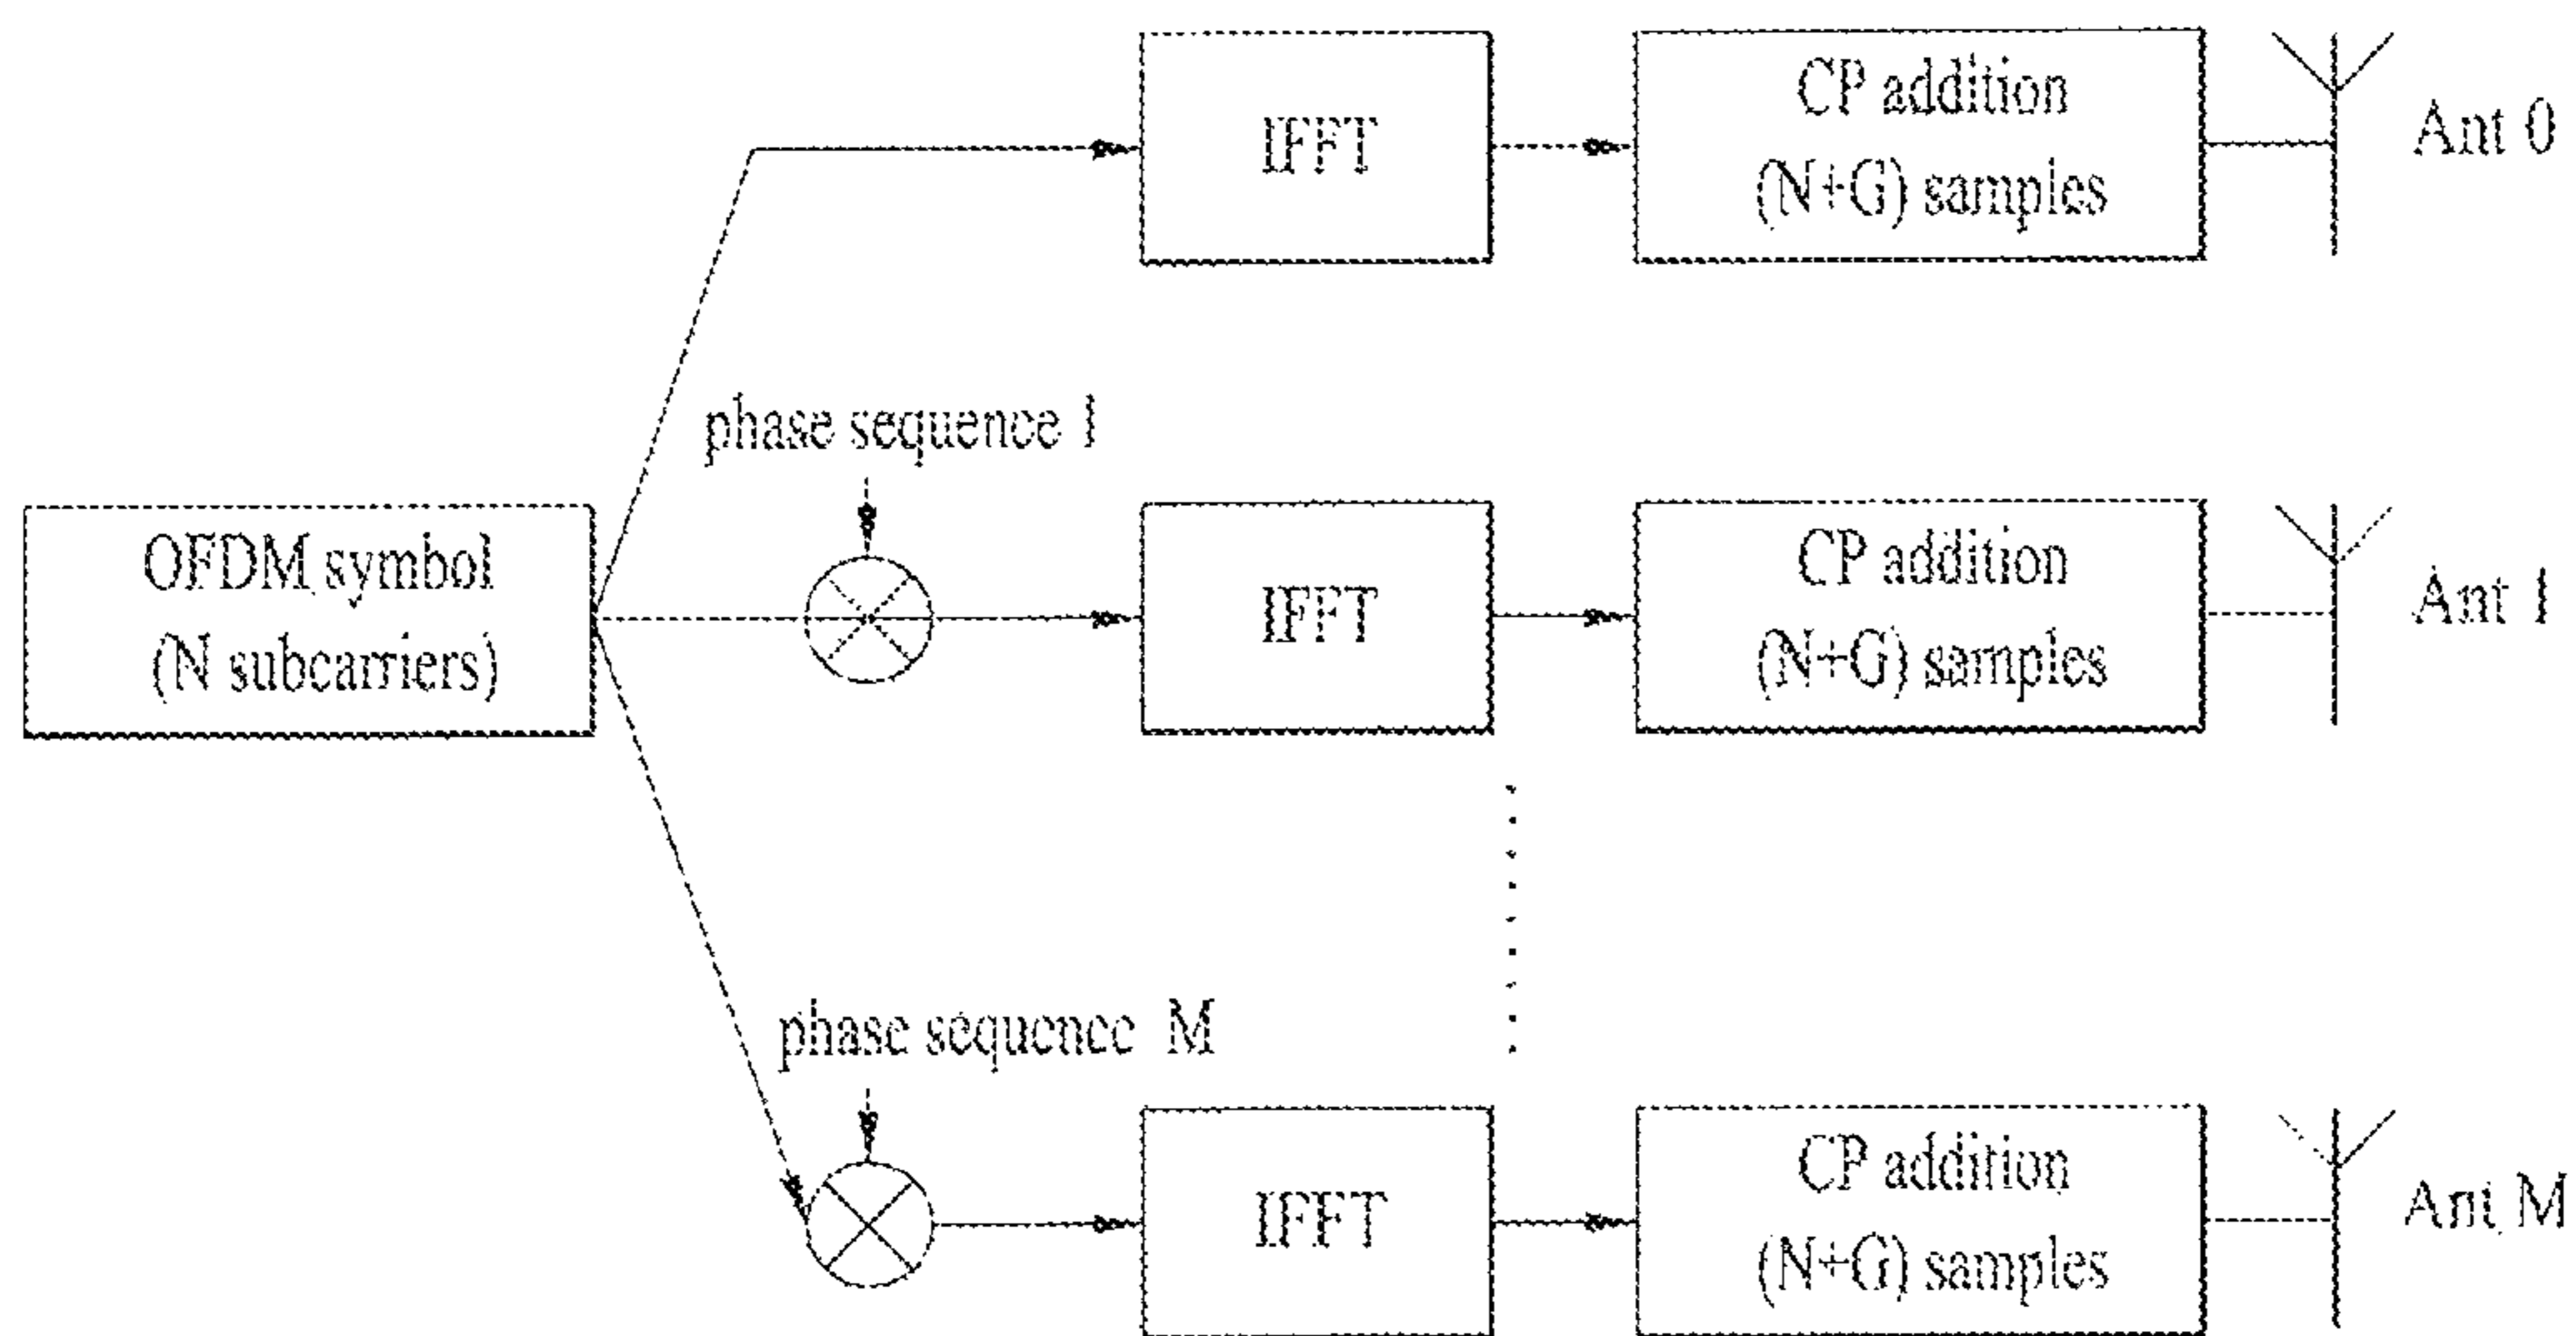 IFFT
CP addition
(N+G) samples
Ant 0
phase sequence 1
OFDM symbol
(N subcarriers)
IFFT
CP addition
(N+G) samples
Ant 1
phase sequence M
IFFT
CP addition
(N+G) samples
Ant M